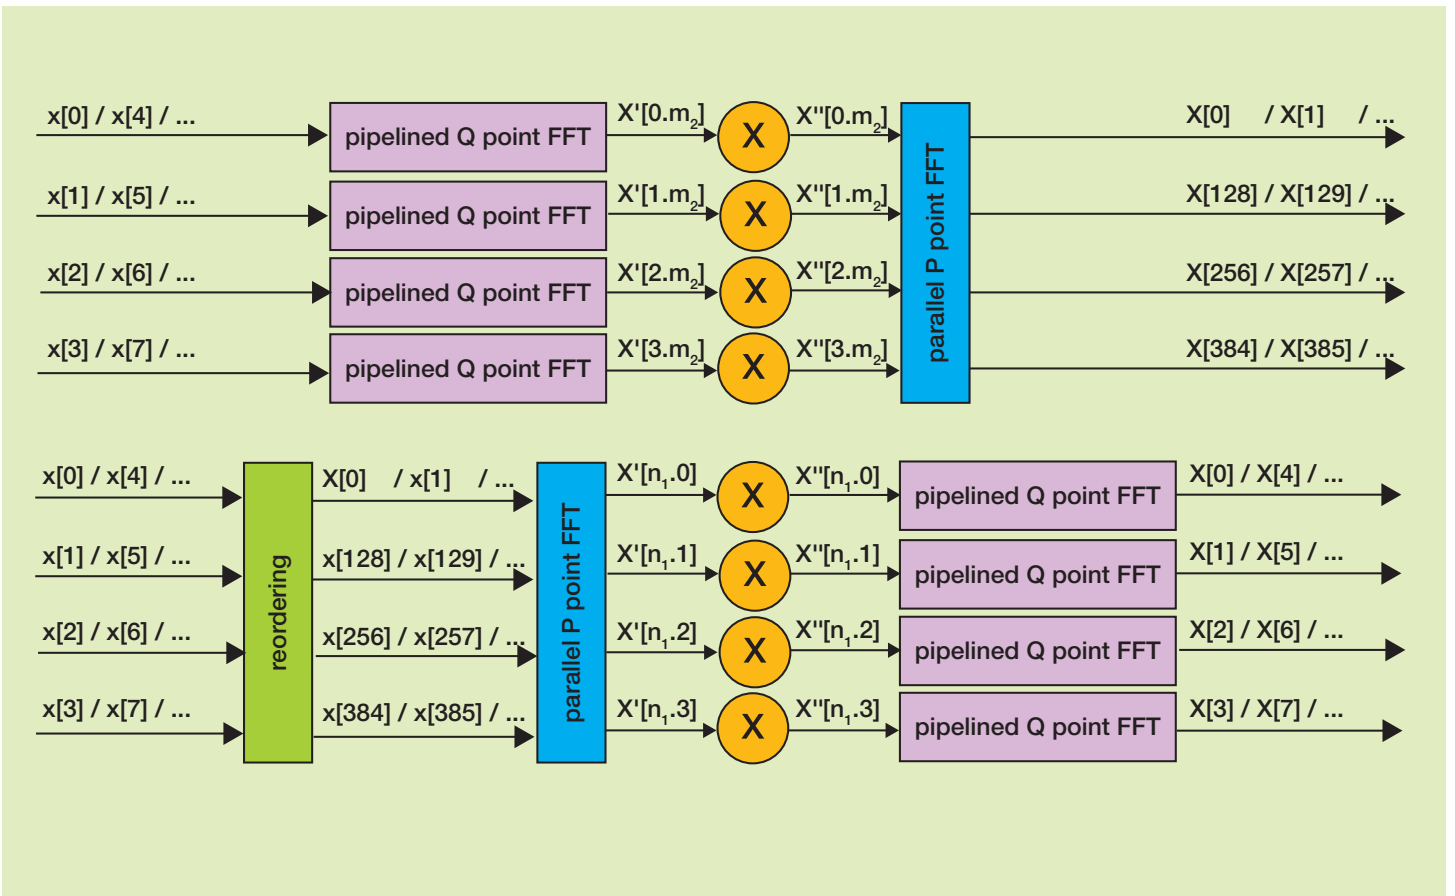 x[0] / x[4] / ... pipelined Q point FFT X'[0.m₂] X X''[0.m₂] X[0] / X[1] / ...
x[1] / x[5] / ... pipelined Q point FFT X'[1.m₂] X X''[1.m₂] X[128] / X[129] / ...
x[2] / x[6] / ... pipelined Q point FFT X'[2.m₂] X X''[2.m₂] X[256] / X[257] / ...
x[3] / x[7] / ... pipelined Q point FFT X'[3.m₂] X X''[3.m₂] X[384] / X[385] / ...
parallel P point FFT
x[0] / x[4] / ... X[0] / x[1] / ... X'[n₁.0] X X''[n₁.0] pipelined Q point FFT X[0] / X[4] / ...
x[1] / x[5] / ... x[128] / x[129] / ... X'[n₁.1] X X''[n₁.1] pipelined Q point FFT X[1] / X[5] / ...
x[2] / x[6] / ... x[256] / x[257] / ... X'[n₁.2] X X''[n₁.2] pipelined Q point FFT X[2] / X[6] / ...
x[3] / x[7] / ... x[384] / x[385] / ... X'[n₁.3] X X''[n₁.3] pipelined Q point FFT X[3] / X[7] / ...
reordering
parallel P point FFT